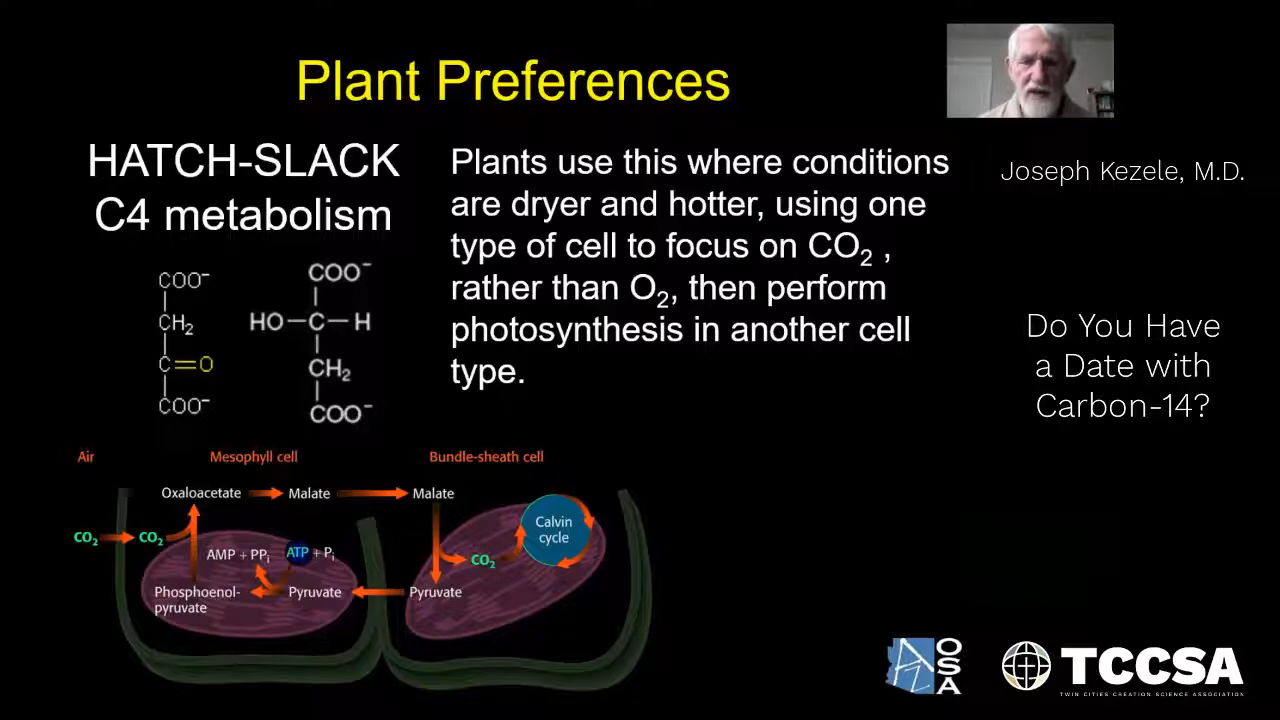 Plant Preferences
HATCH-SLACK
C4 metabolism
Plants use this where conditions
are dryer and hotter, using one
type of cell to focus on CO₂ ,
rather than O₂, then perform
photosynthesis in another cell
type.
COO⁻
CH₂
C=O
COO⁻
COO⁻
HO—C—H
CH₂
COO⁻
Air
Mesophyll cell
Bundle-sheath cell
Oxaloacetate
Malate
Malate
CO₂
CO₂
AMP + PPᵢ
ATP + Pᵢ
CO₂
Calvin
cycle
Phosphoenol-
pyruvate
Pyruvate
Pyruvate
Joseph Kezele, M.D.
Do You Have
a Date with
Carbon-14?
AZ
OSA
TCCSA
TWIN CITIES CREATION SCIENCE ASSOCIATION